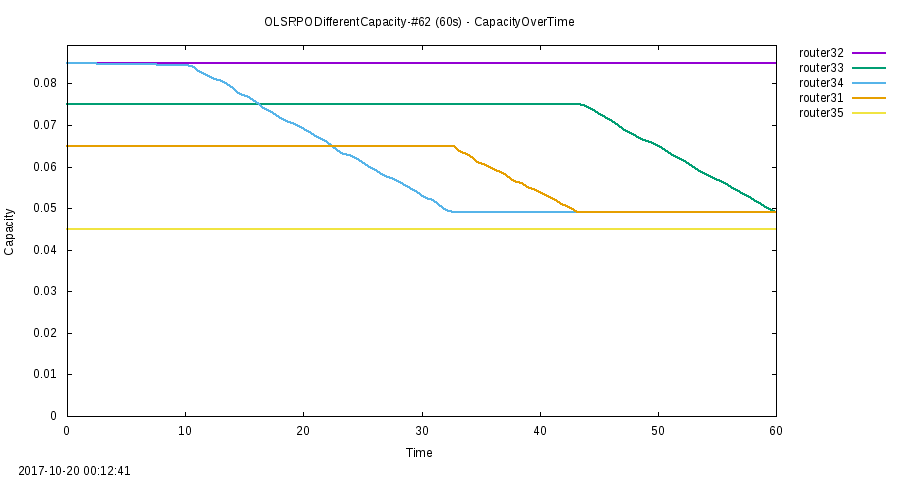 OLSRPODifferentCapacity-#62 (60s) - CapacityOverTime
router32
router33
router34
router31
router35
0.08
0.07
0.06
0.05
0.04
0.03
0.02
0.01
0
Capacity
0 10 20 30 40 50 60
Time
2017-10-20 00:12:41